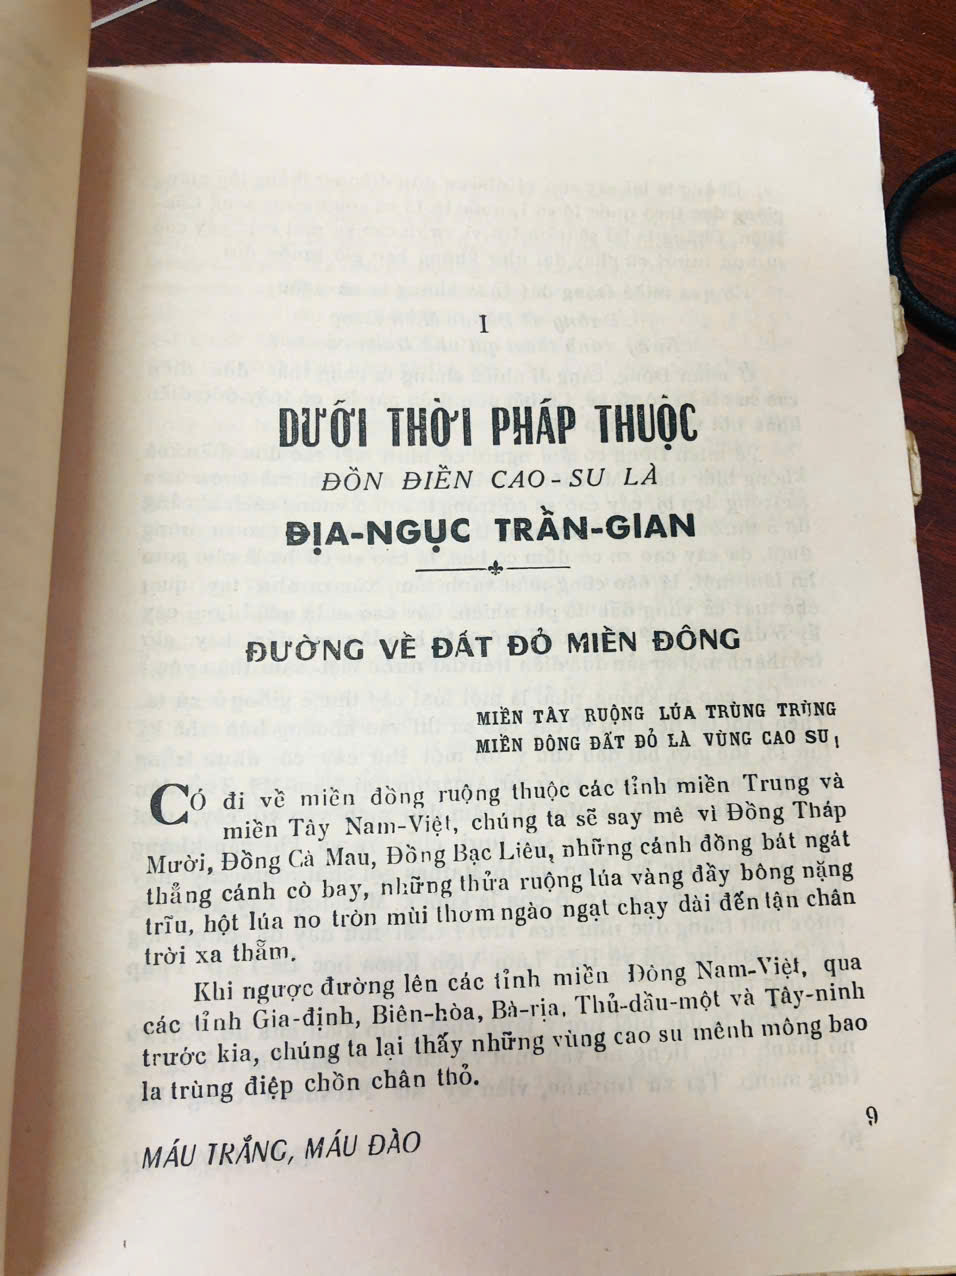 I
DƯỚI THỜI PHÁP THUỘC
ĐỒN ĐIỀN CAO-SU LÀ
ĐỊA-NGỤC TRẦN-GIAN
ĐƯỜNG VỀ ĐẤT ĐỎ MIỀN ĐÔNG
MIỀN TÂY RUỘNG LÚA TRÙNG TRÙNG
MIỀN ĐÔNG ĐẤT ĐỎ LÀ VÙNG CAO SU,
CÓ đi về miền đồng ruộng thuộc các tỉnh miền Trung và
miền Tây Nam-Việt, chúng ta sẽ say mê vì Đồng Tháp
Mười, Đồng Cà Mau, Đồng Bạc Liêu, những cánh đồng bát ngát
thẳng cánh cò bay, những thửa ruộng lúa vàng đầy bông nặng
trĩu, hột lúa no tròn mùi thơm ngào ngạt chạy dài đến tận chân
trời xa thẳm.
Khi ngược đường lên các tỉnh miền Đông Nam-Việt, qua
các tỉnh Gia-định, Biên-hòa, Bà-rịa, Thủ-dầu-một và Tây-ninh
trước kia, chúng ta lại thấy những vùng cao su mênh mông bao
la trùng điệp chồn chân thỏ.
9
MÁU TRẮNG, MÁU ĐÀO